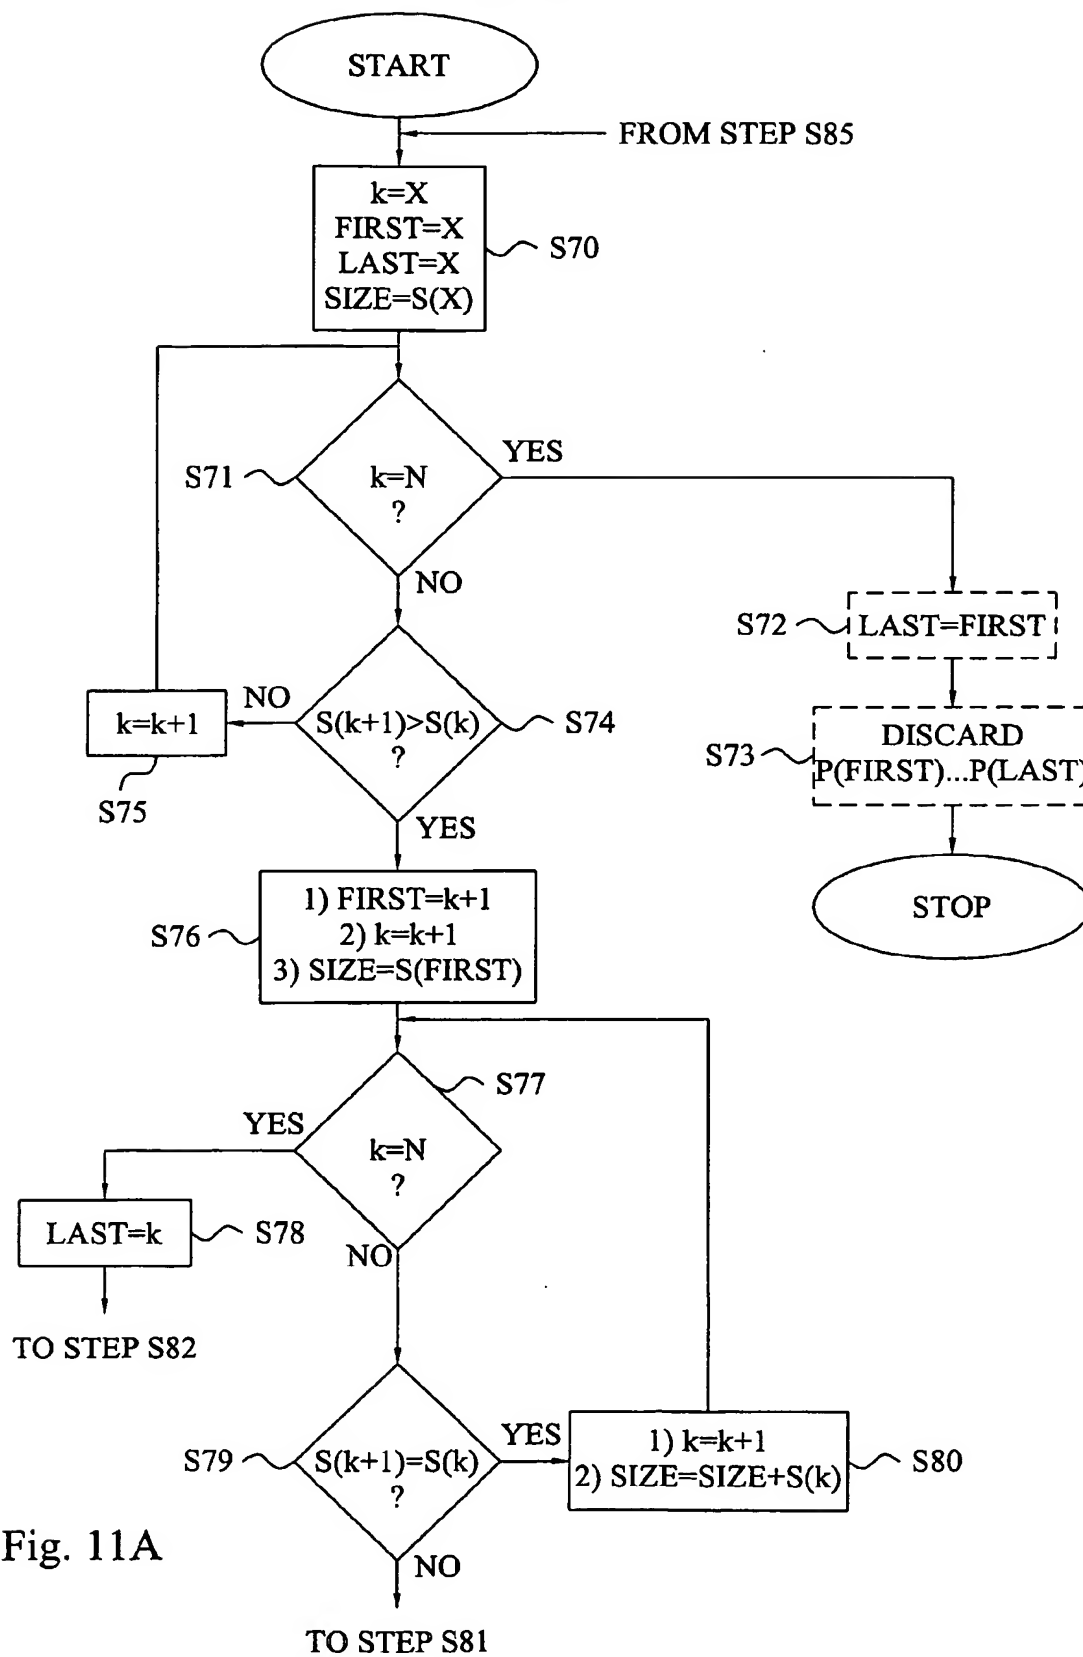 START
FROM STEP S85
k=X
FIRST=X
LAST=X
SIZE=S(X)
S70
S71
k=N
?
YES
NO
S72
LAST=FIRST
S73
DISCARD
P(FIRST)...P(LAST)
STOP
S(k+1)>S(k)
?
S74
NO
k=k+1
S75
YES
S76
1) FIRST=k+1
2) k=k+1
3) SIZE=S(FIRST)
S77
k=N
?
YES
LAST=k
S78
TO STEP S82
NO
S79
S(k+1)=S(k)
?
YES
1) k=k+1
2) SIZE=SIZE+S(k)
S80
NO
TO STEP S81
Fig. 11A